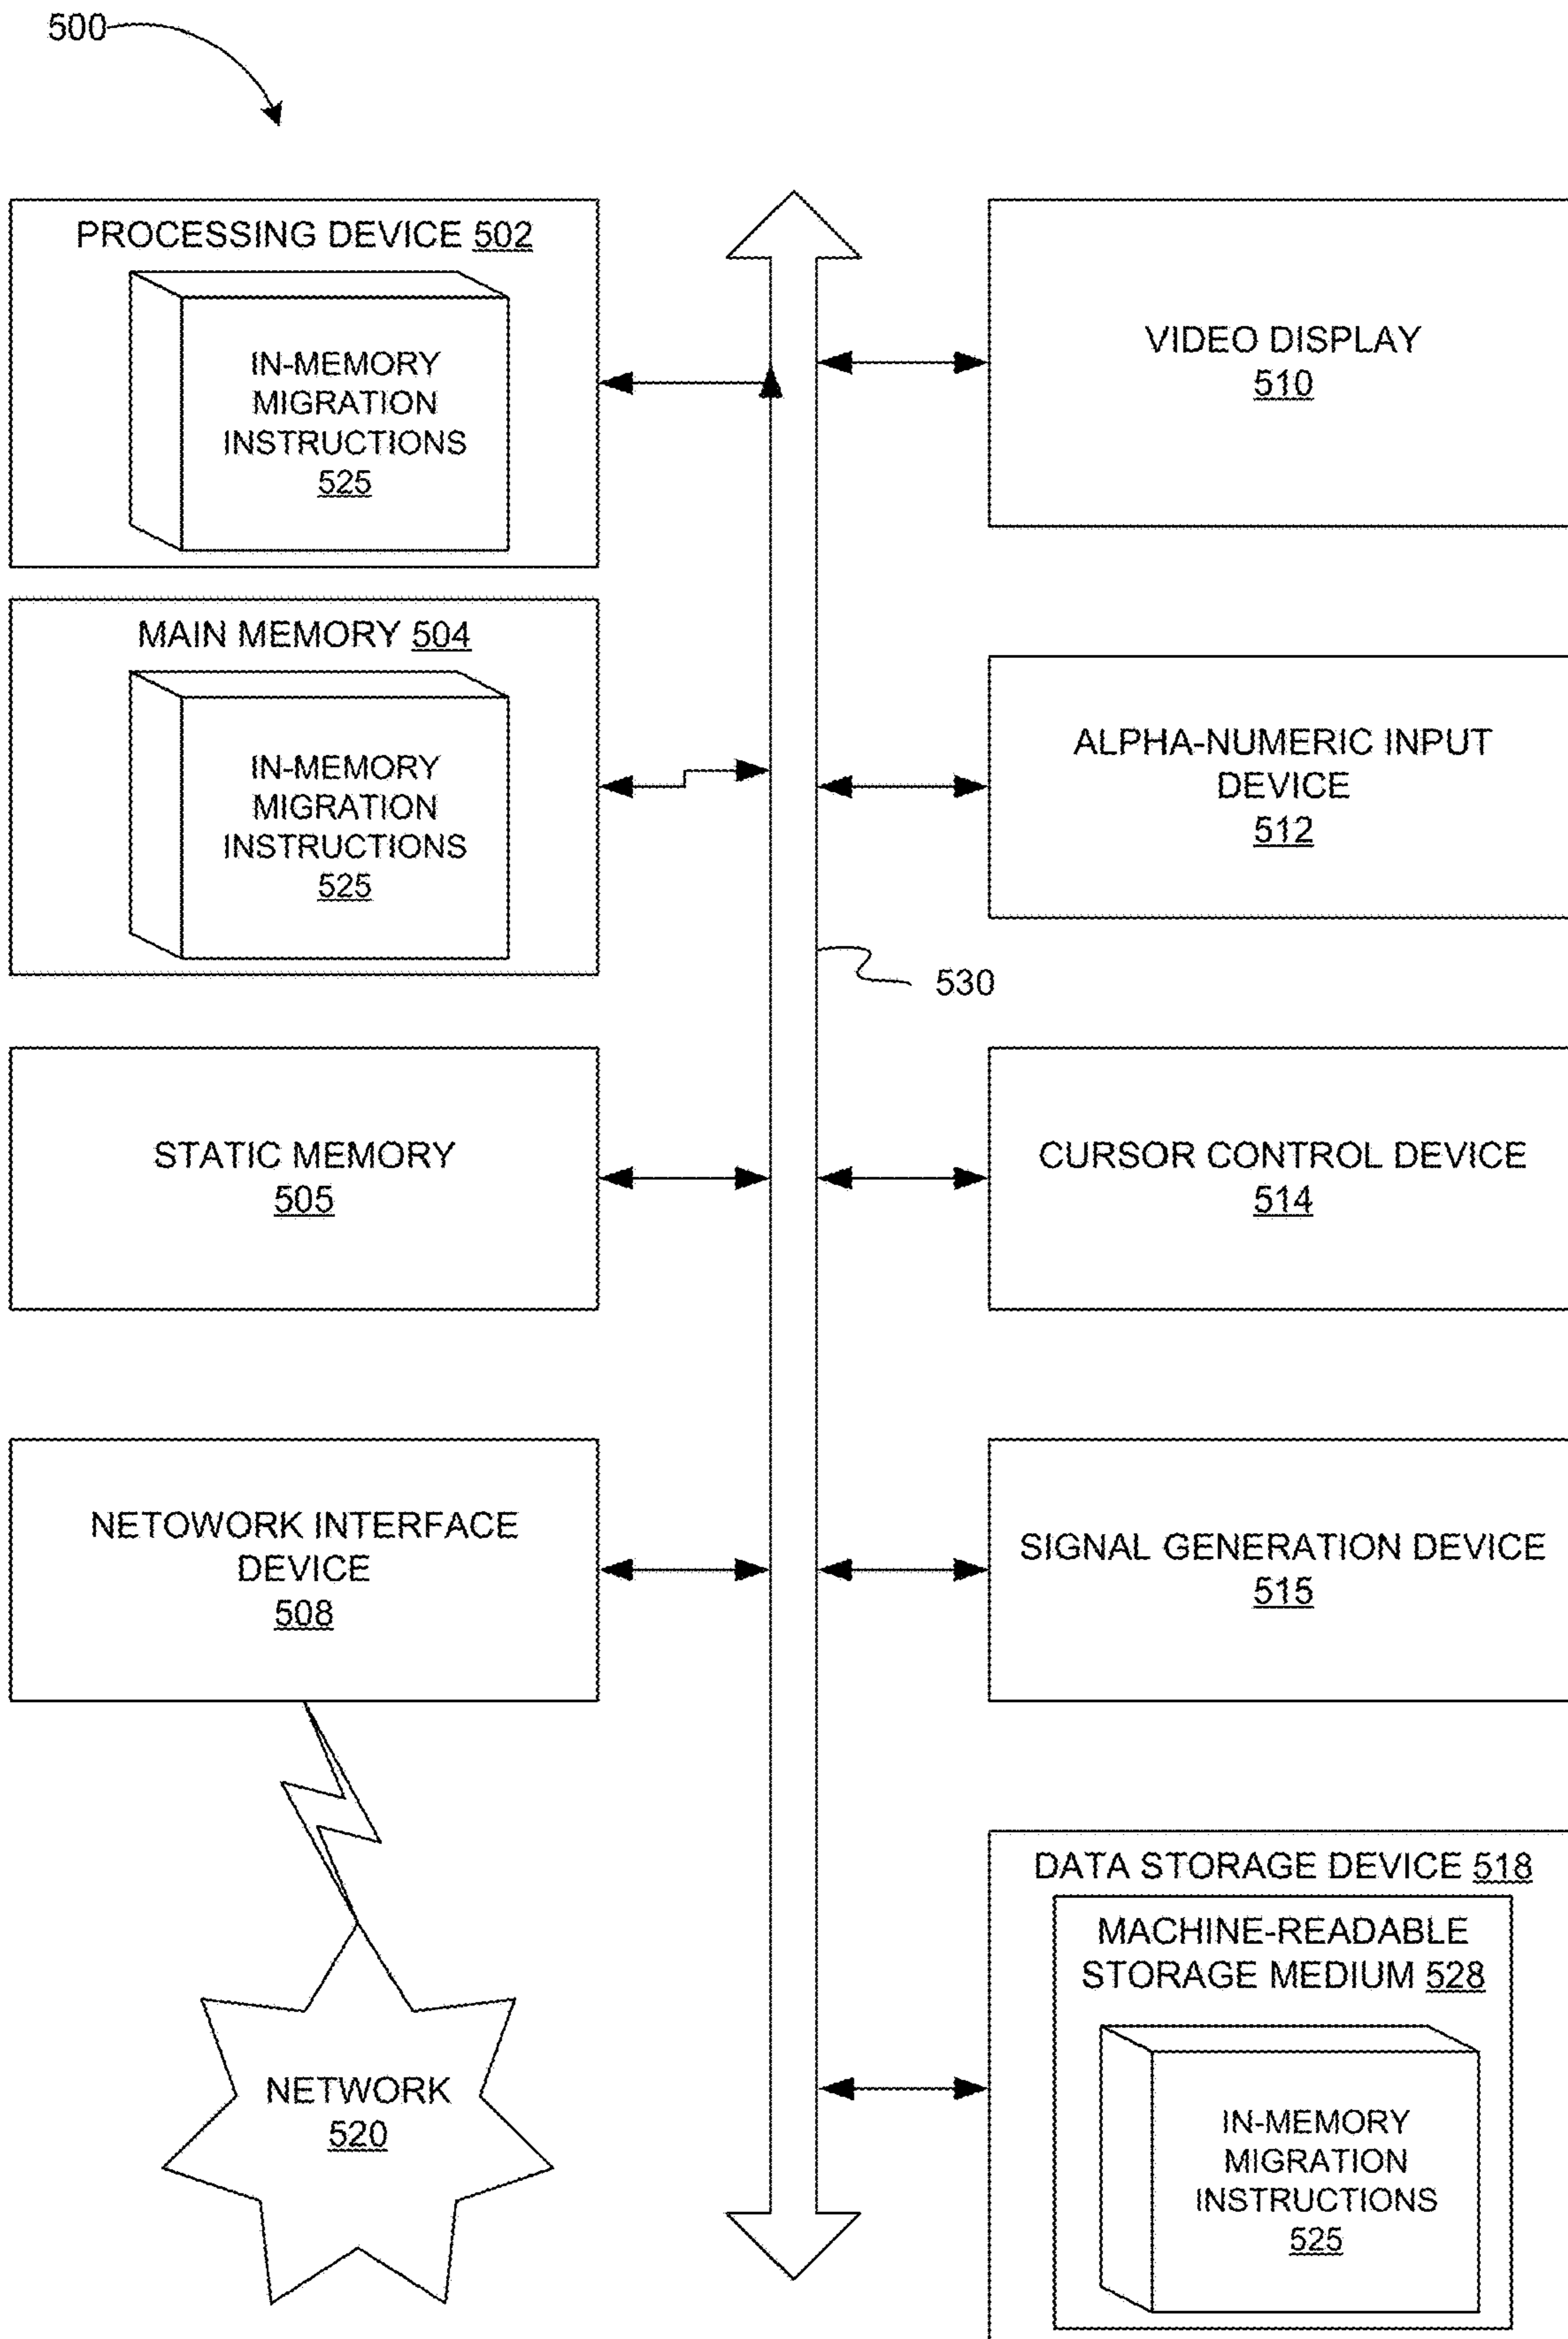 500
PROCESSING DEVICE 502
IN-MEMORY
MIGRATION
INSTRUCTIONS
525
MAIN MEMORY 504
IN-MEMORY
MIGRATION
INSTRUCTIONS
525
STATIC MEMORY
505
NETOWORK INTERFACE
DEVICE
508
NETWORK
520
530
VIDEO DISPLAY
510
ALPHA-NUMERIC INPUT
DEVICE
512
CURSOR CONTROL DEVICE
514
SIGNAL GENERATION DEVICE
515
DATA STORAGE DEVICE 518
MACHINE-READABLE
STORAGE MEDIUM 528
IN-MEMORY
MIGRATION
INSTRUCTIONS
525